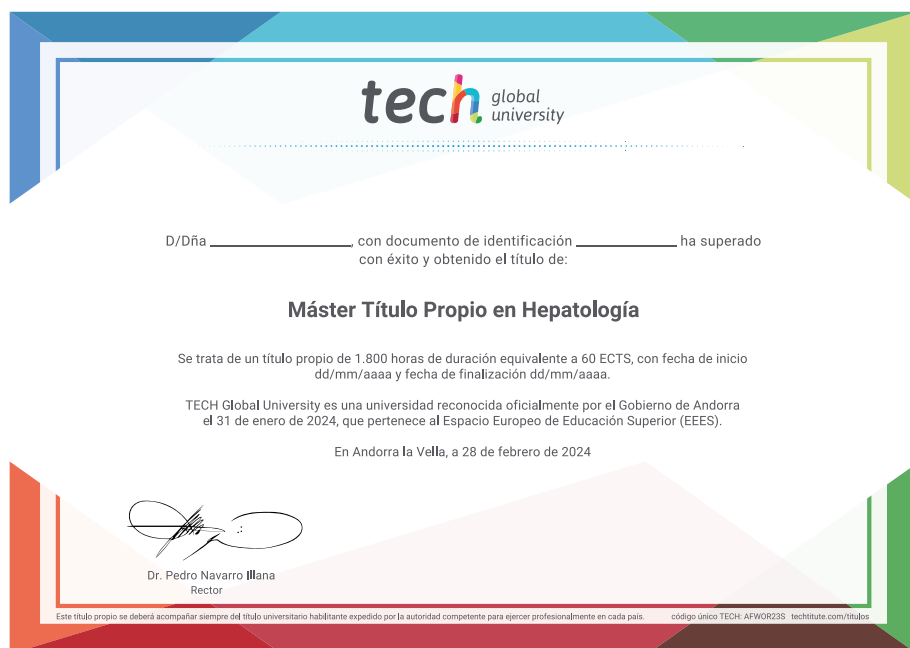 tech global university
D/Dña ______________, con documento de identificación __________ ha superado
con éxito y obtenido el título de:
Máster Título Propio en Hepatología
Se trata de un título propio de 1.800 horas de duración equivalente a 60 ECTS, con fecha de inicio
dd/mm/aaaa y fecha de finalización dd/mm/aaaa.
TECH Global University es una universidad reconocida oficialmente por el Gobierno de Andorra
el 31 de enero de 2024, que pertenece al Espacio Europeo de Educación Superior (EEES).
En Andorra la Vella, a 28 de febrero de 2024
Dr. Pedro Navarro Illana
Rector
Este título propio se deberá acompañar siempre del título universitario habilitante expedido por la autoridad competente para ejercer profesionalmente en cada país. código único TECH: AFWOR23S techtitute.com/titulos